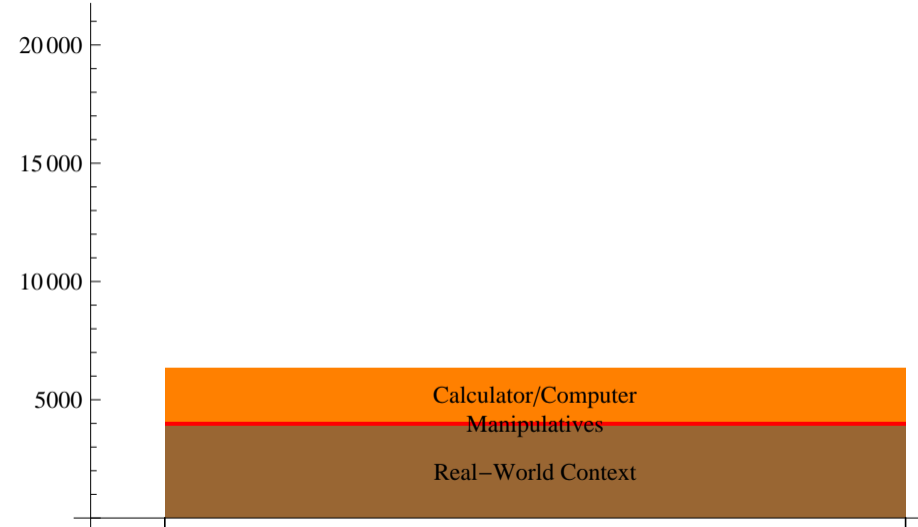 20 000
15 000
10 000
5000
Calculator/Computer
Manipulatives
Real−World Context